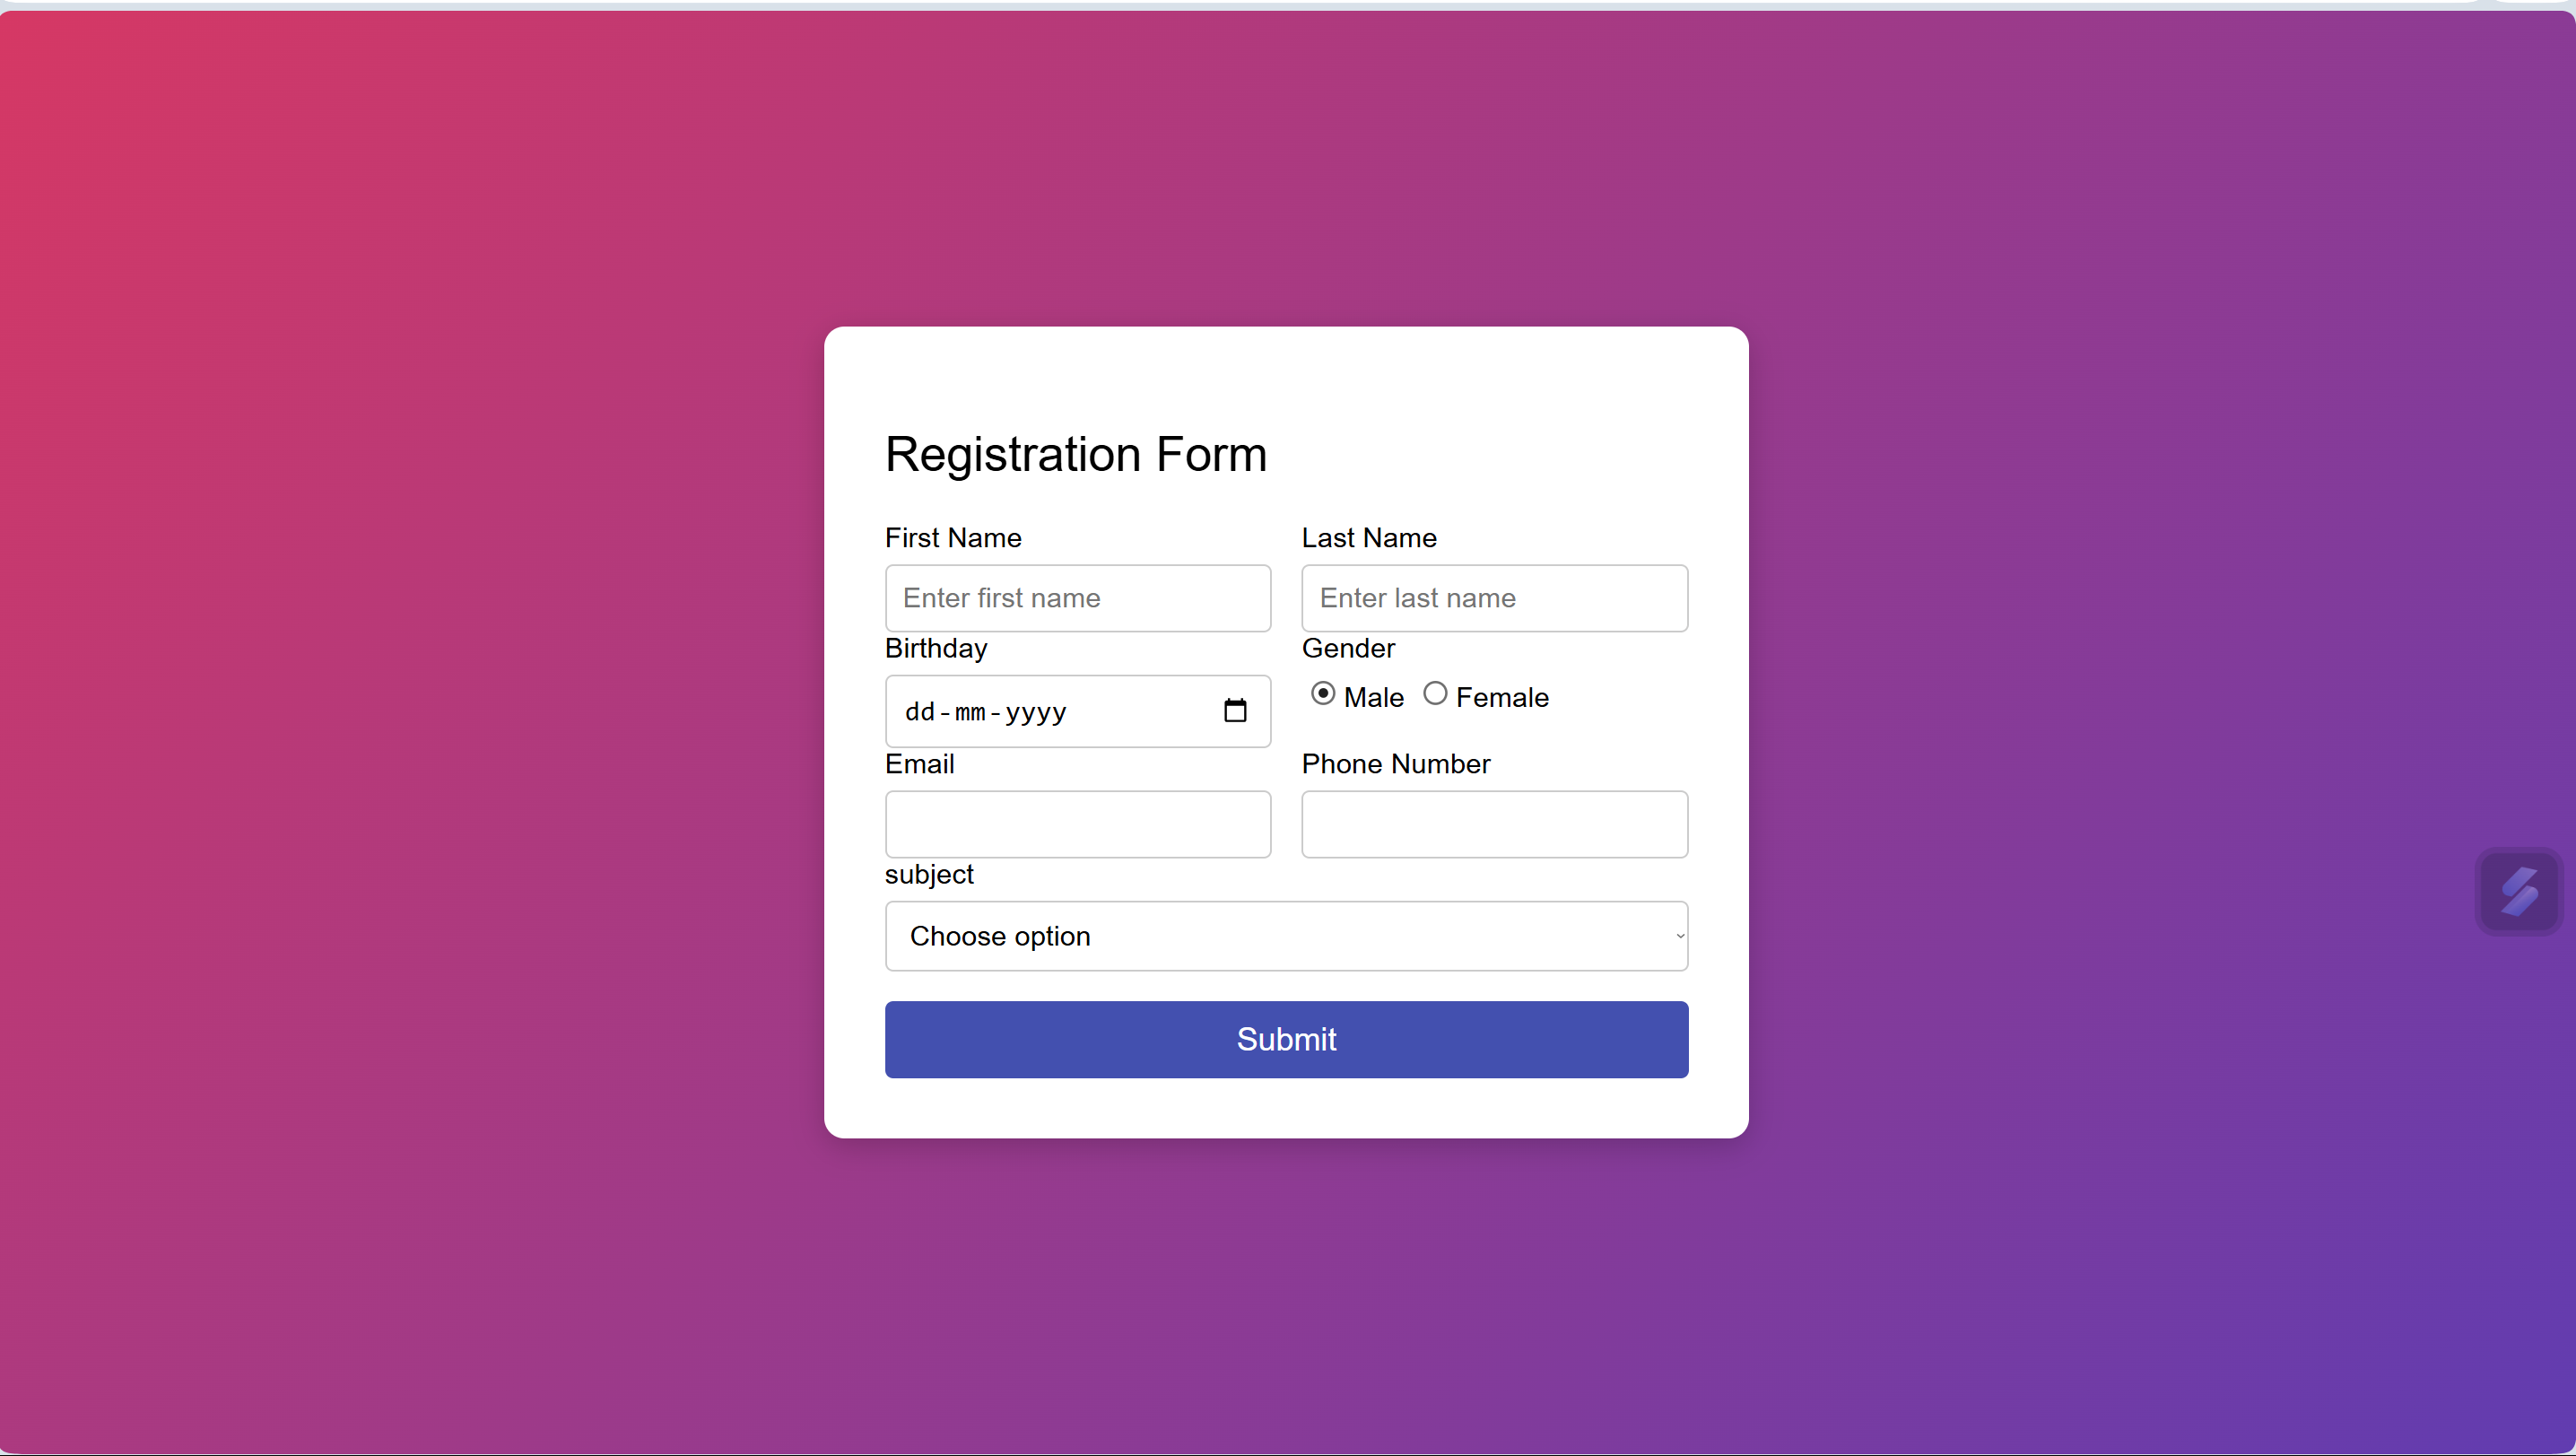 Registration Form
First Name Last Name
Enter first name Enter last name
Birthday Gender
dd-mm-yyyy Male Female
Email Phone Number
subject
Choose option
Submit